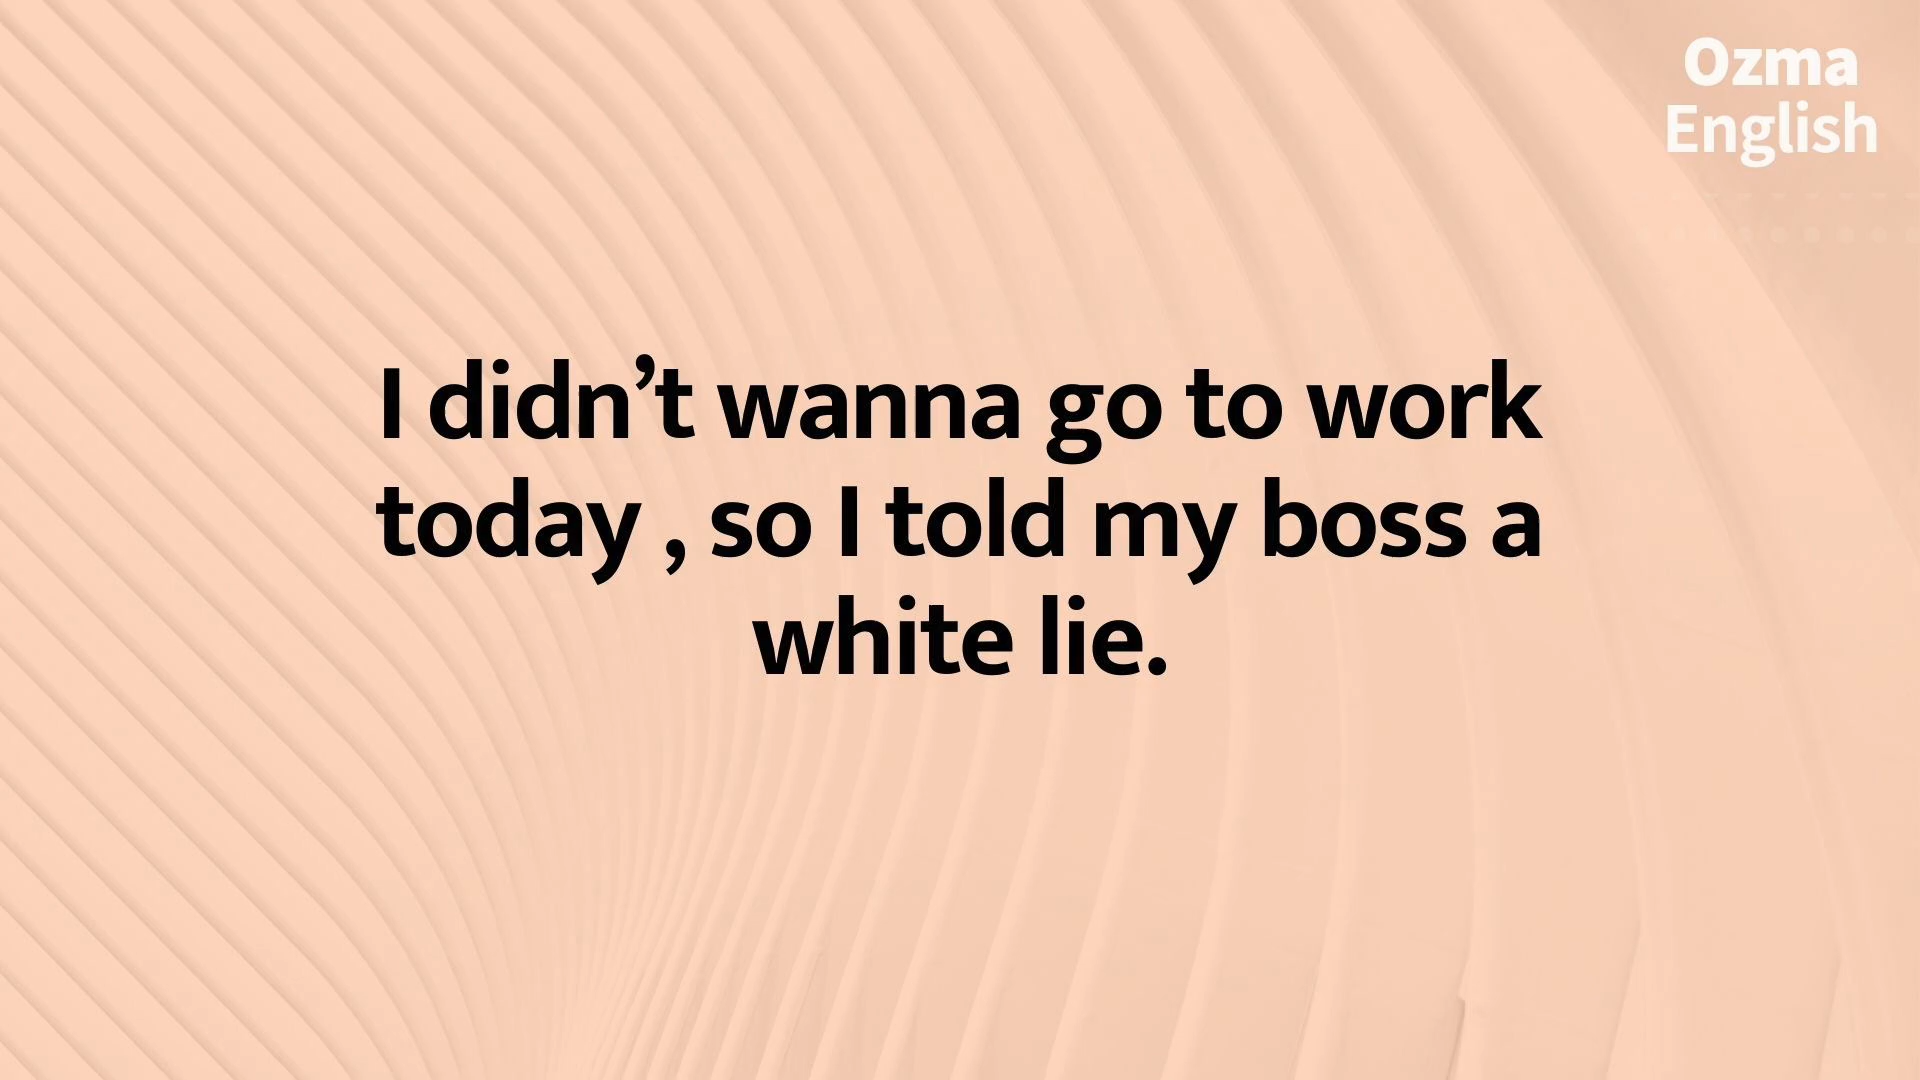 Ozma
English
I didn’t wanna go to work
today , so I told my boss a
white lie.